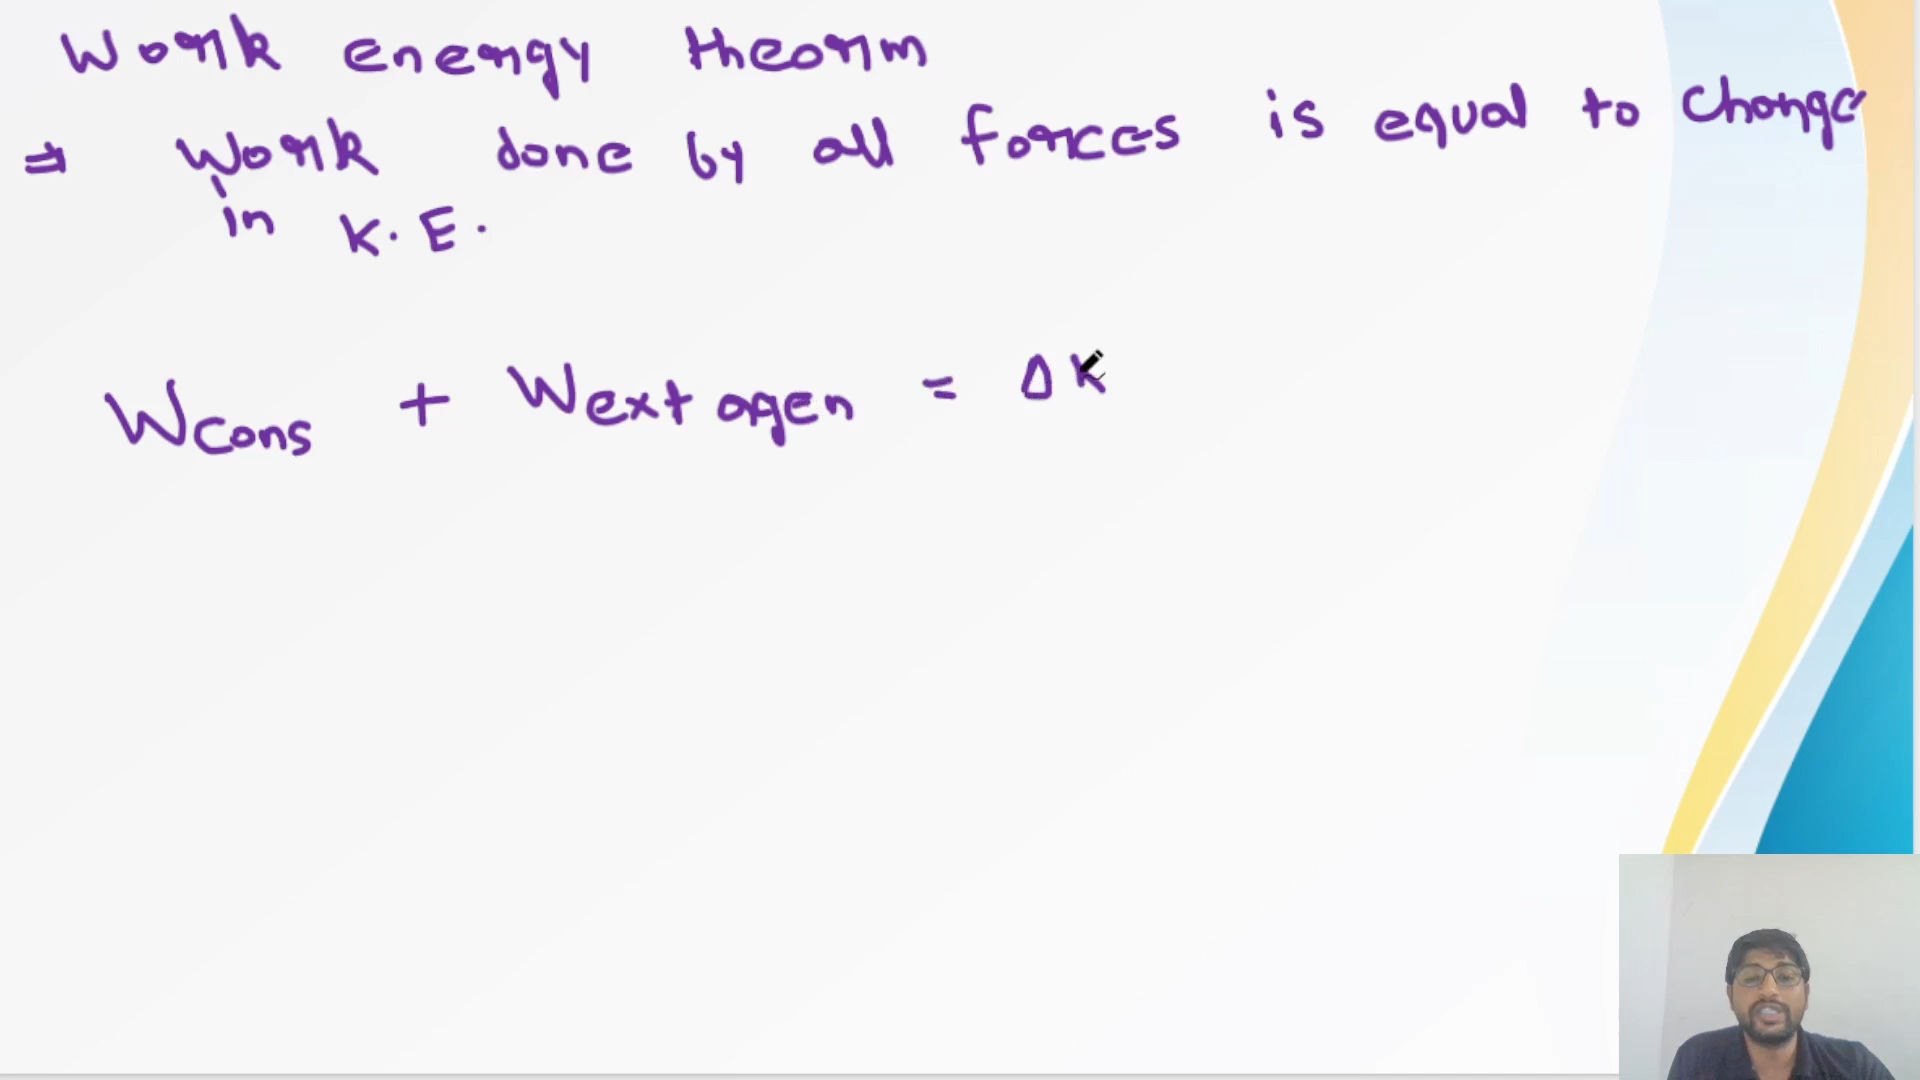 Work energy theorm
⇒ Work done by all forces is equal to change
in K.E.
Wcons + Wext agen = ΔK